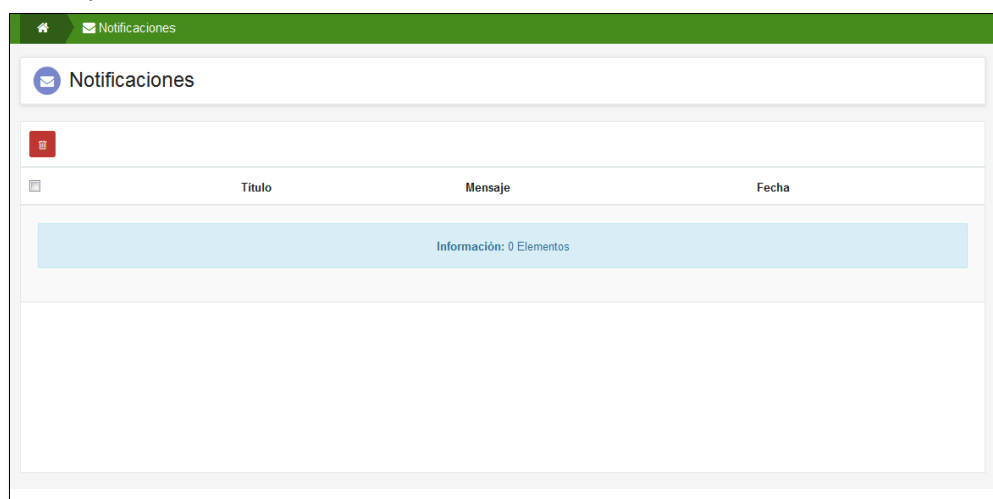 Notificaciones
Notificaciones
Título Mensaje Fecha
Información: 0 Elementos